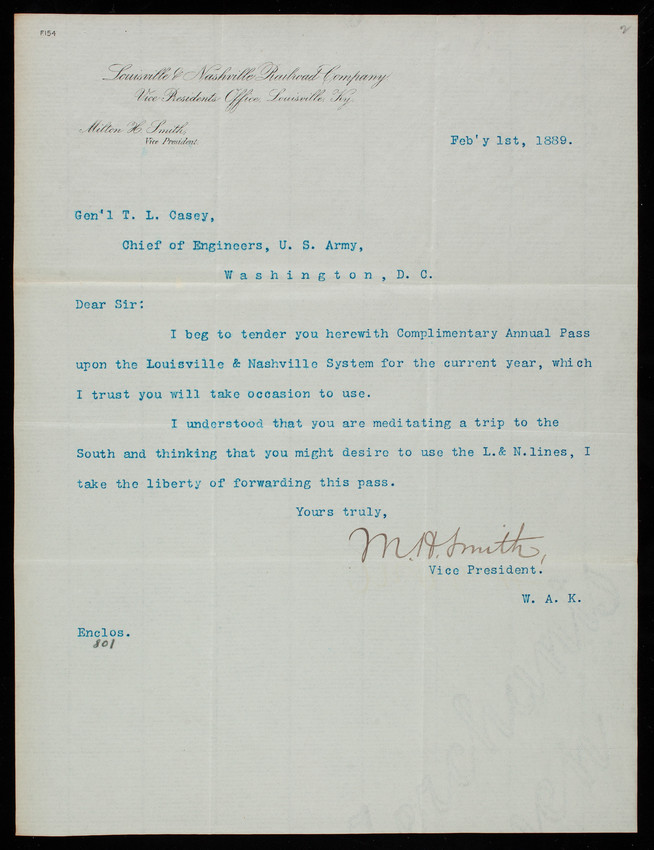 P154
2
Louisville & Nashville Railroad Company
Vice Presidents Office, Louisville, Ky.
Milton H. Smith,
Vice President.
Feb'y 1st, 1889.
Gen'l T. L. Casey,
Chief of Engineers, U. S. Army,
Washington, D. C.
Dear Sir:
I beg to tender you herewith Complimentary Annual Pass
upon the Louisville & Nashville System for the current year, which
I trust you will take occasion to use.
I understood that you are meditating a trip to the
South and thinking that you might desire to use the L.& N.lines, I
take the liberty of forwarding this pass.
Yours truly,
M. H. Smith,
Vice President.
W. A. K.
Enclos.
801